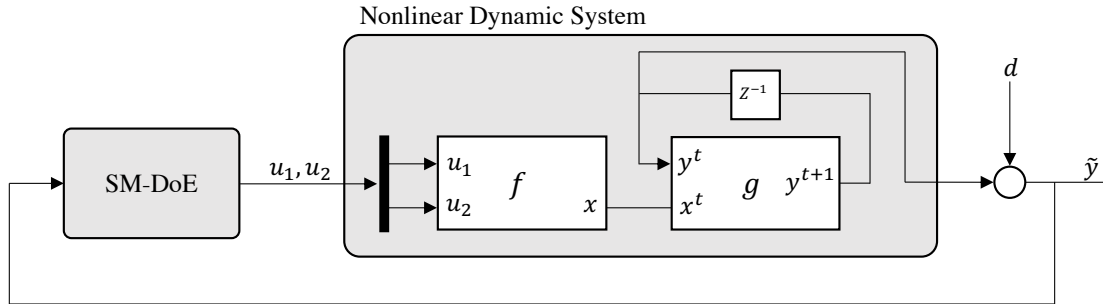 Nonlinear Dynamic System
Z⁻¹
d
SM-DoE
u₁, u₂
u₁
u₂
f
x
yᵗ
xᵗ
g
yᵗ⁺¹
ỹ